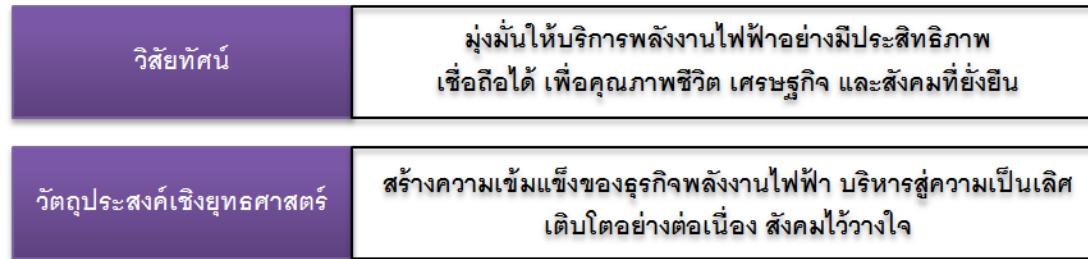 วิสัยทัศน์
มุ่งมั่นให้บริการพลังงานไฟฟ้าอย่างมีประสิทธิภาพ
เชื่อถือได้ เพื่อคุณภาพชีวิต เศรษฐกิจ และสังคมที่ยั่งยืน
วัตถุประสงค์เชิงยุทธศาสตร์
สร้างความเข้มแข็งของธุรกิจพลังงานไฟฟ้า บริหารสู่ความเป็นเลิศ
เติบโตอย่างต่อเนื่อง สังคมไว้วางใจ